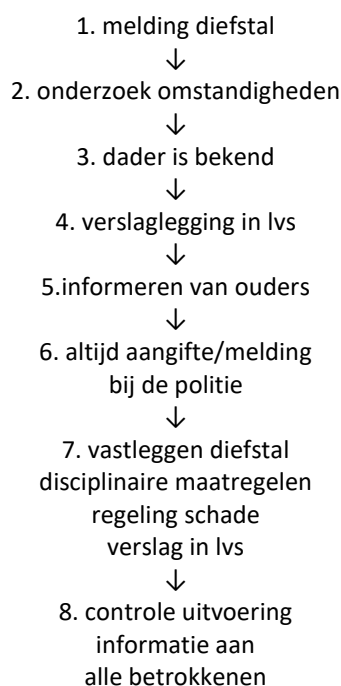 1. melding diefstal
↓
2. onderzoek omstandigheden
↓
3. dader is bekend
↓
4. verslaglegging in lvs
↓
5.informeren van ouders
↓
6. altijd aangifte/melding
bij de politie
↓
7. vastleggen diefstal
disciplinaire maatregelen
regeling schade
verslag in lvs
↓
8. controle uitvoering
informatie aan
alle betrokkenen